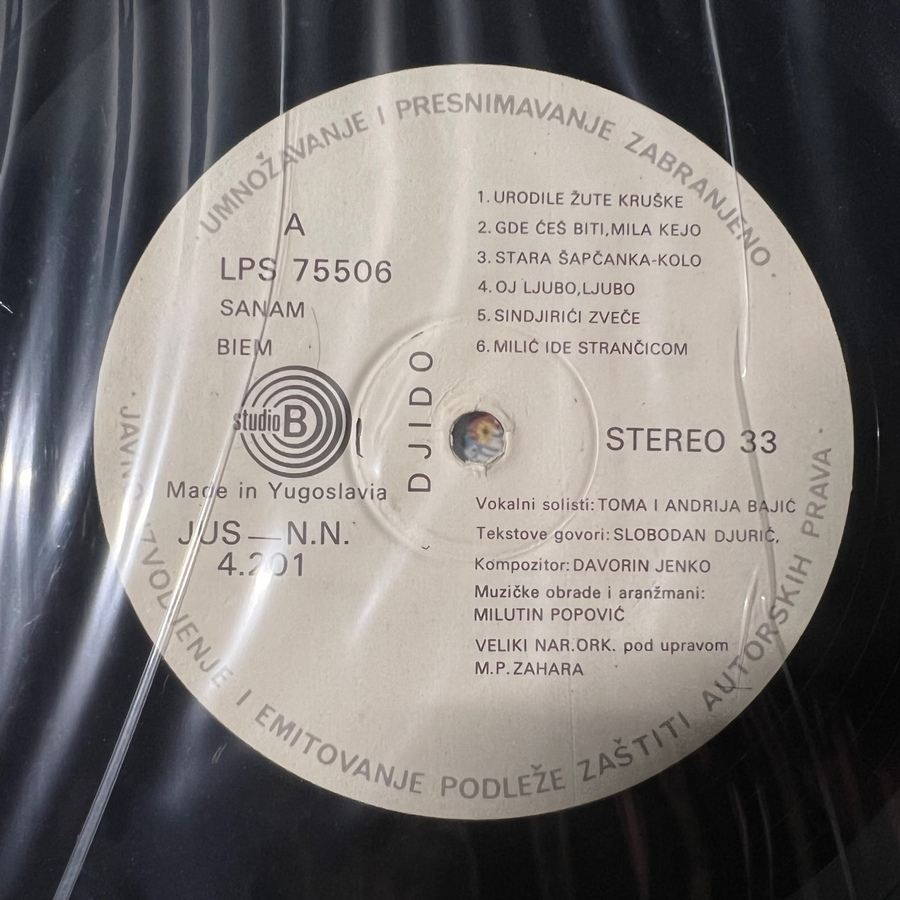 UMNOŽAVANJE I PRESNIMAVANJE ZABRANJENO
A
LPS 75506
SANAM
BIEM
studio B
Made in Yugoslavia
JUS — N.N.
4.201
DJIDO
1. URODILE ŽUTE KRUŠKE
2. GDE ĆEŠ BITI, MILA KEJO
3. STARA ŠAPČANKA-KOLO
4. OJ LJUBO, LJUBO
5. SINDJIRIĆI ZVEČE
6. MILIĆ IDE STRANČICOM
STEREO 33
Vokalni solisti: TOMA I ANDRIJA BAJIĆ
Tekstove govori: SLOBODAN DJURIĆ,
Kompozitor: DAVORIN JENKO
Muzičke obrade i aranžmani:
MILUTIN POPOVIĆ
VELIKI NAR.ORK. pod upravom
M.P. ZAHARA
· JAVNO IZVOLJENJE I EMITOVANJE PODLEŽE ZAŠTITI AUTORSKIH PRAVA ·